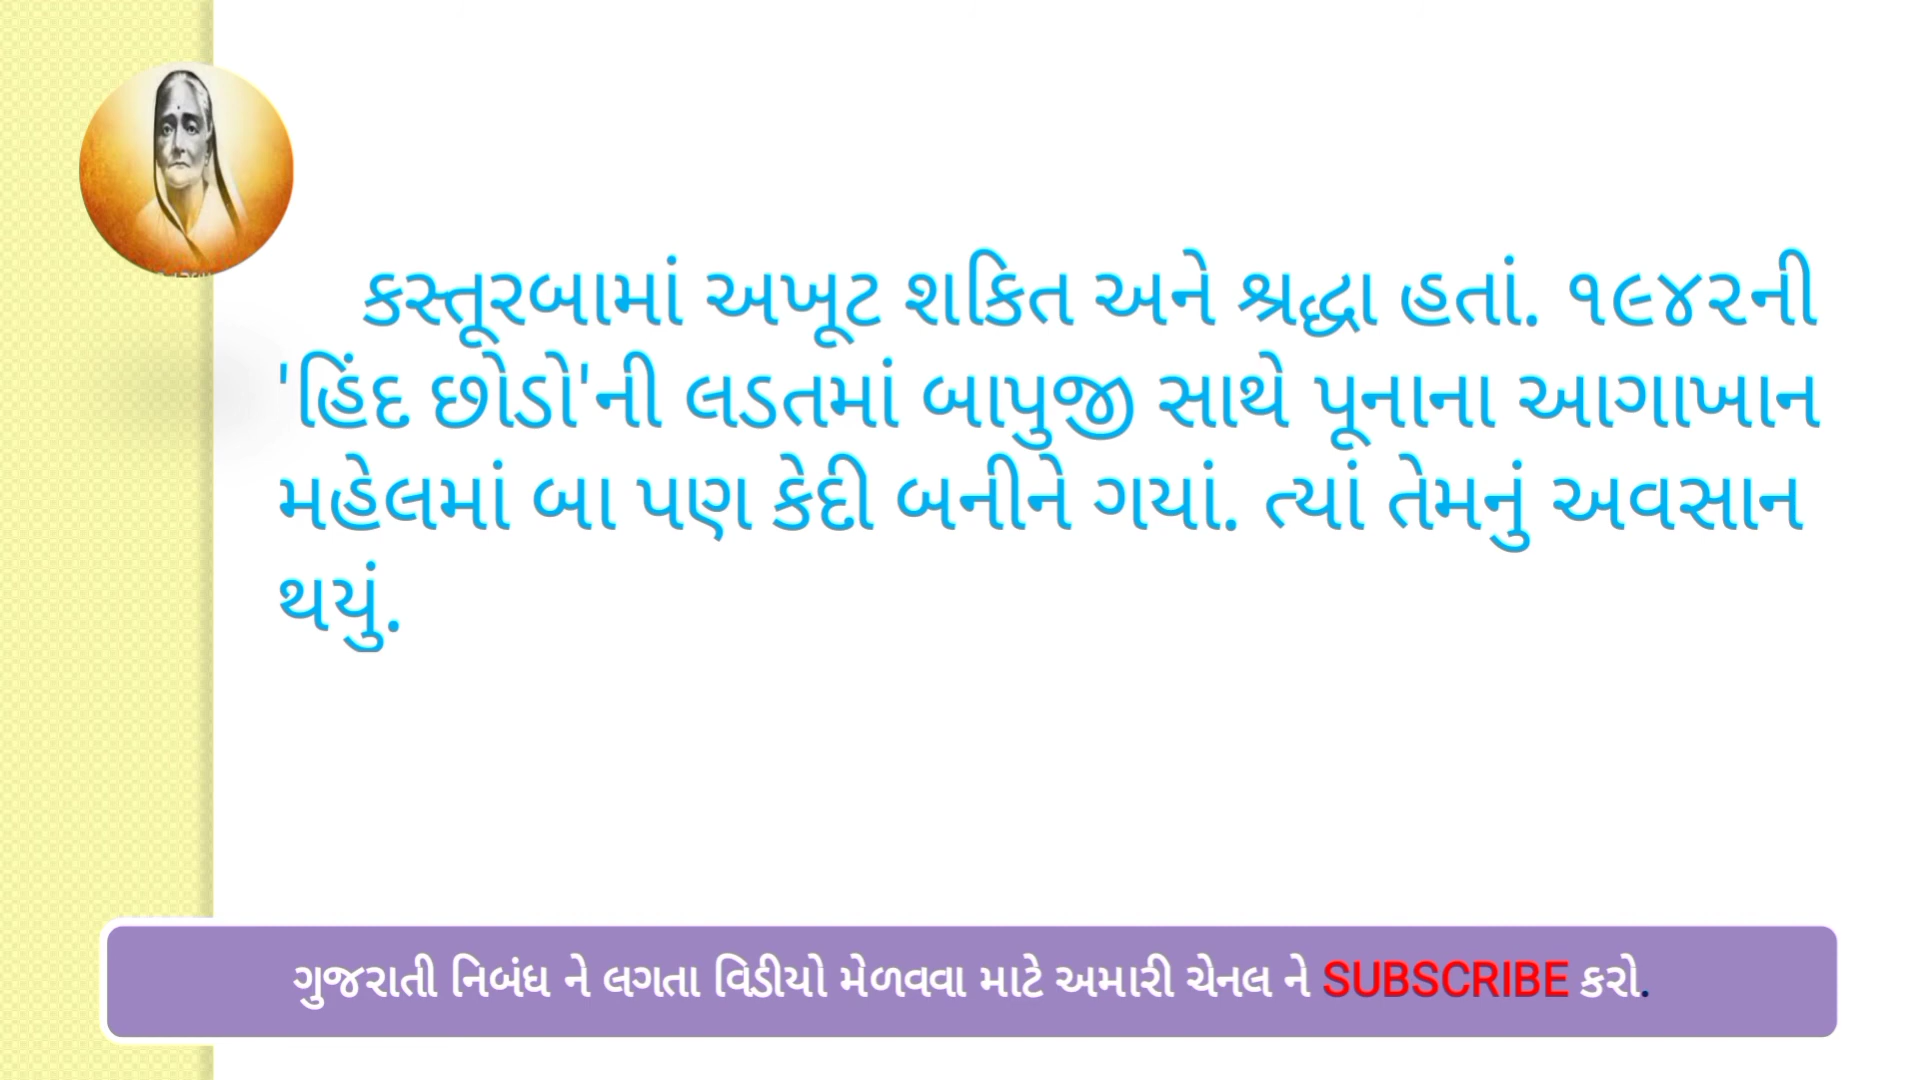 કસ્તૂરબામાં અખૂટ શકિત અને શ્રદ્ધા હતાં. ૧૯૪૨ની
'હિંદ છોડો'ની લડતમાં બાપુજી સાથે પૂનાના આગાખાન
મહેલમાં બા પણ કેદી બનીને ગયાં. ત્યાં તેમનું અવસાન
થયું.
ગુજરાતી નિબંધ ને લગતા વિડીયો મેળવવા માટે અમારી ચેનલ ને SUBSCRIBE કરો.